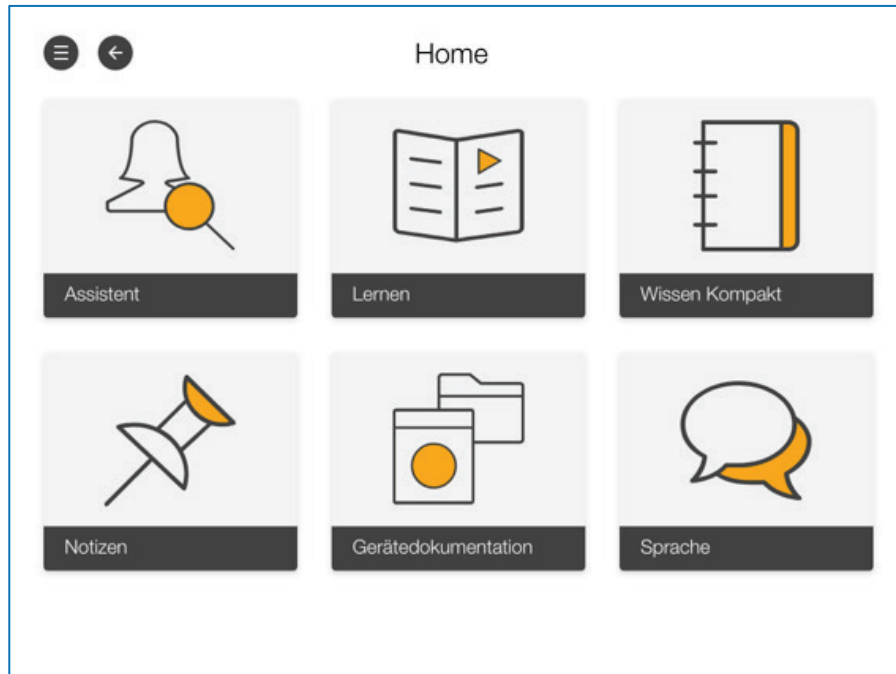 Home
Assistent
Lernen
Wissen Kompakt
Notizen
Gerätedokumentation
Sprache